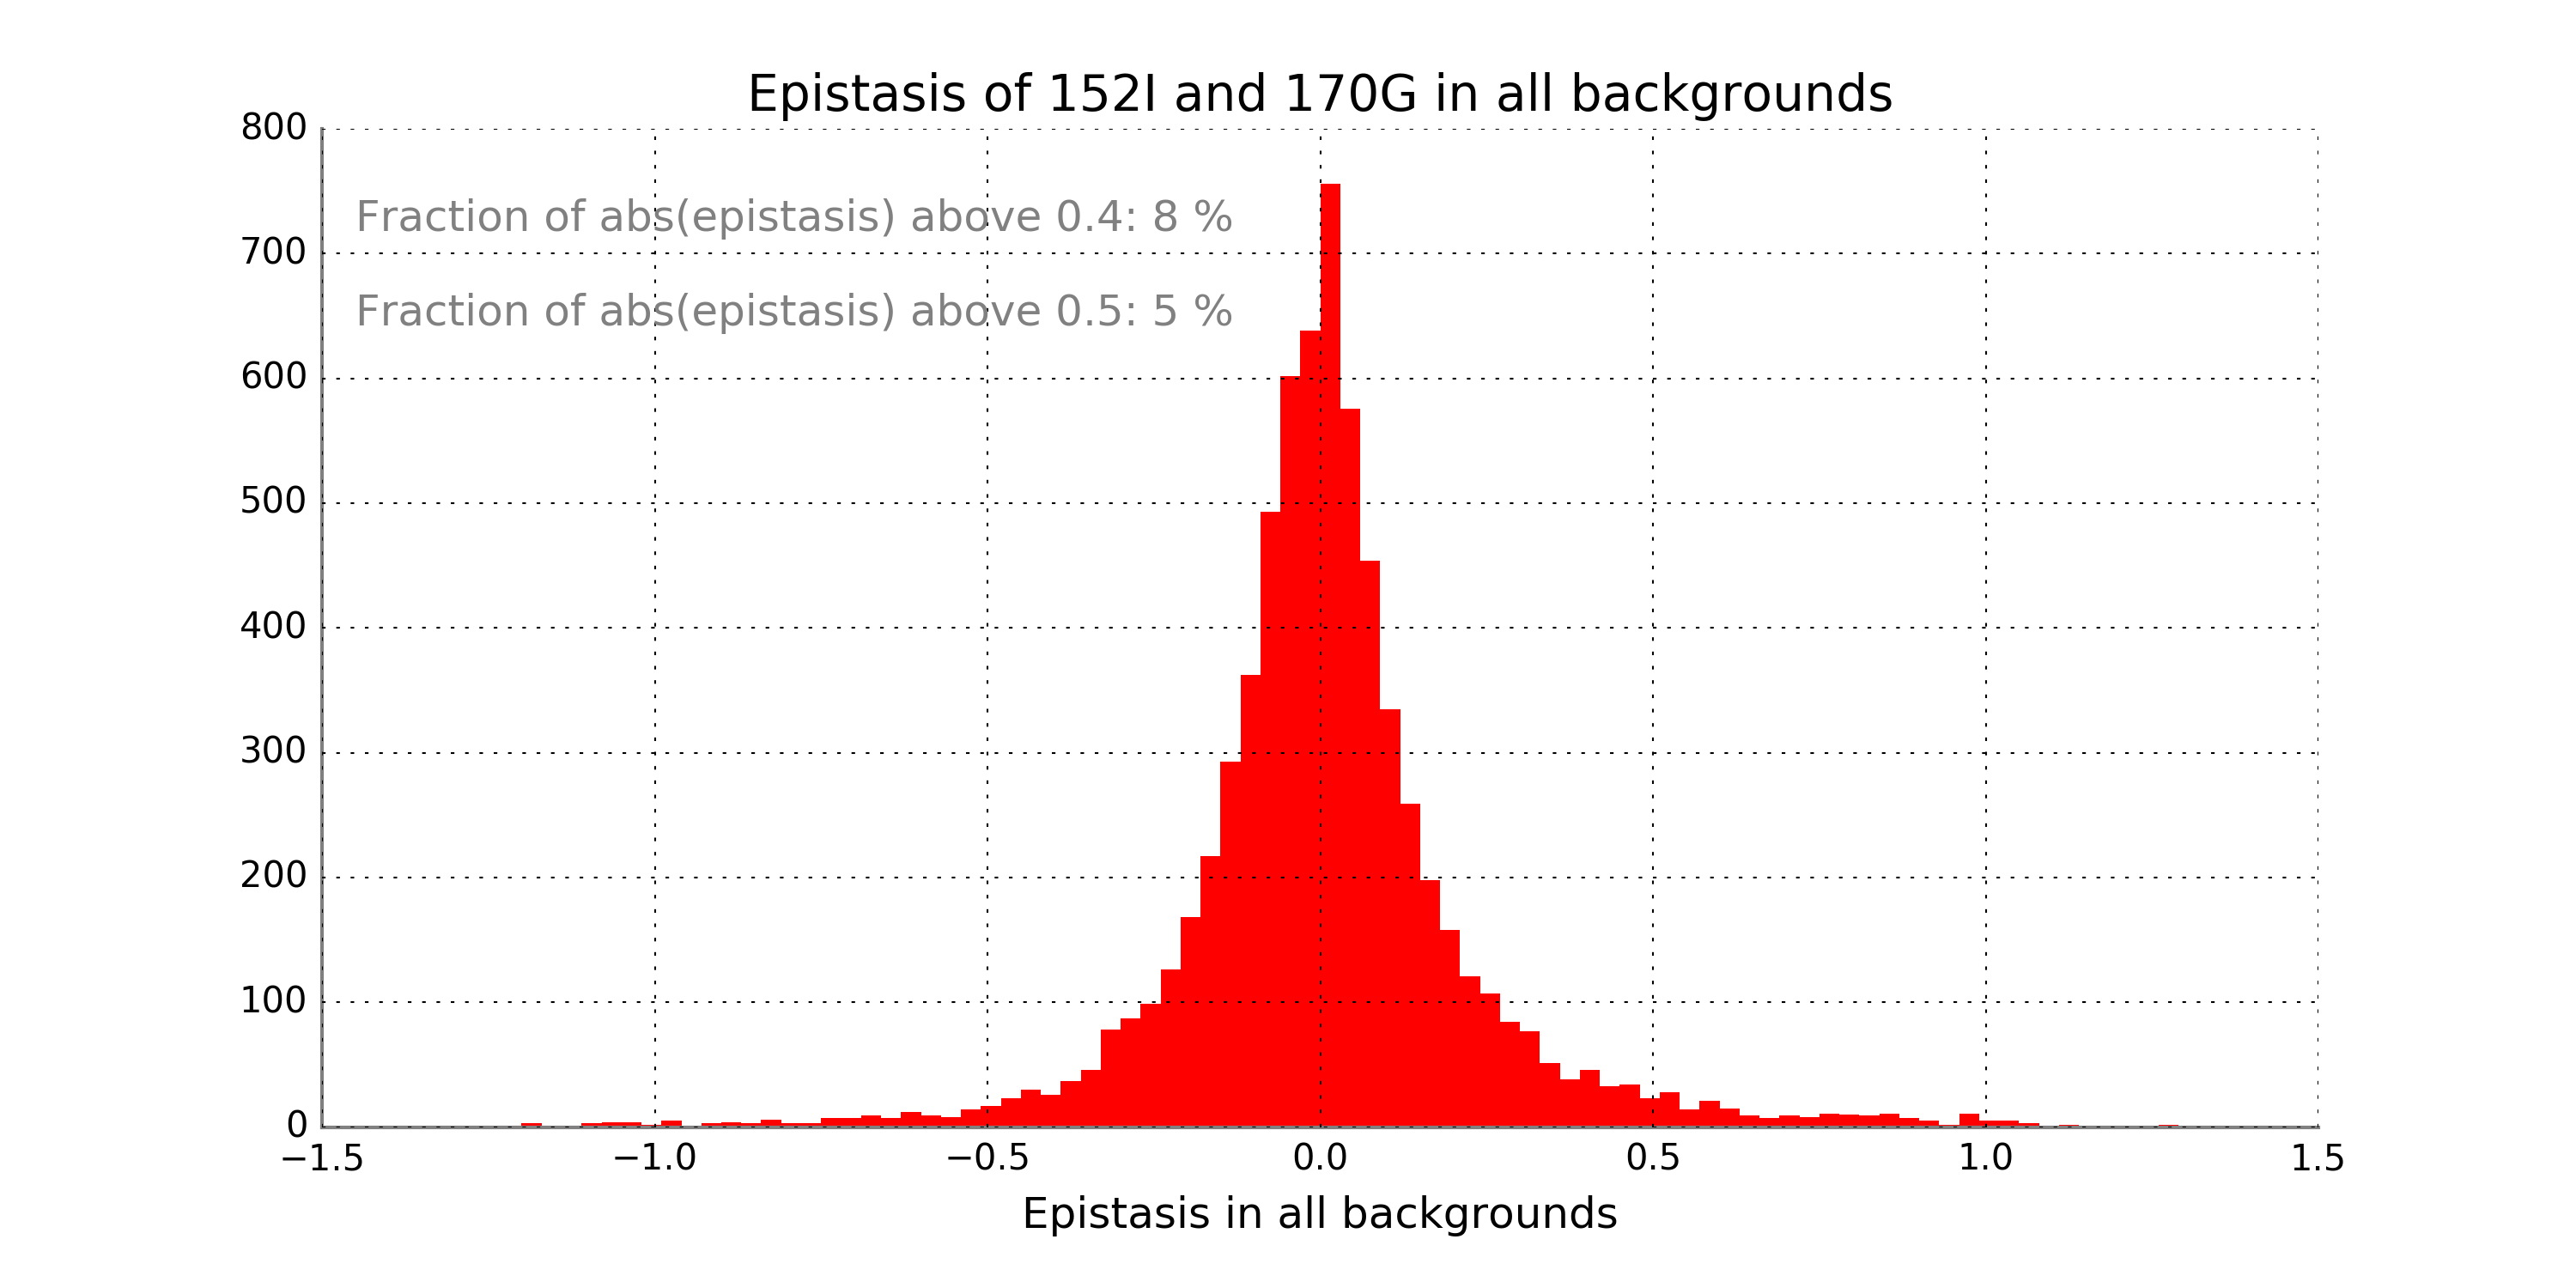 Epistasis of 152I and 170G in all backgrounds
800
Fraction of abs(epistasis) above 0.4: 8 %
700
Fraction of abs(epistasis) above 0.5: 5 %
600
500
400
300
200
100
0
−1.5 −1.0 −0.5 0.0 0.5 1.0 1.5
Epistasis in all backgrounds